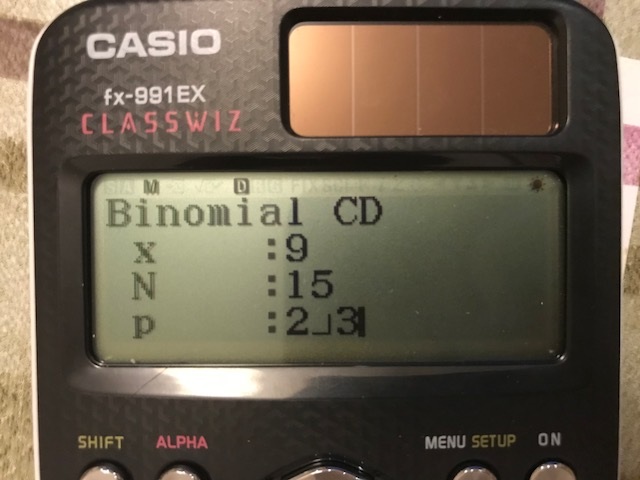 CASIO
fx-991EX
CLASSWIZ
M D
Binomial CD
x :9
N :15
p :2⌟3
SHIFT ALPHA MENU SETUP ON